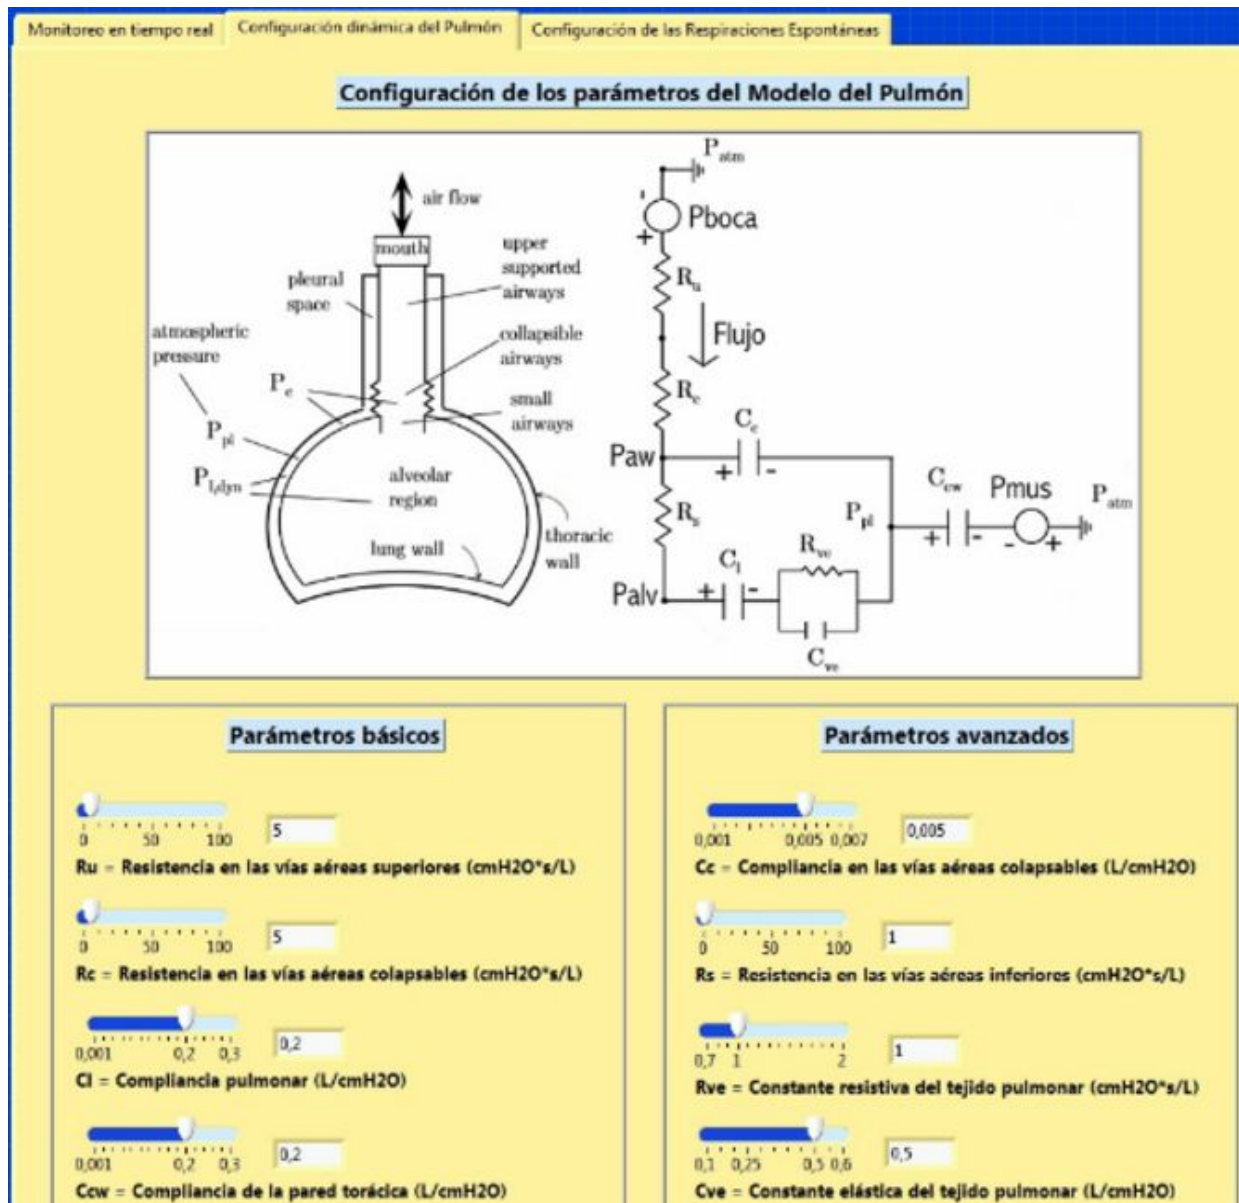 Monitoreo en tiempo real
Configuración dinámica del Pulmón
Configuración de las Respiraciones Espontáneas
Configuración de los parámetros del Modelo del Pulmón
air flow
mouth
pleural
space
upper
supported
airways
atmospheric
pressure
collapsible
airways
Pc
small
airways
Ppl
Pl,dyn
alveolar
region
lung wall
thoracic
wall
Patm
Pboca
+
Ru
Flujo
Rc
Cc
Paw
+ -
Ccw
Pmus
Patm
Rs
Ppl
+ - - +
Rve
Cl
Palv
+ -
Cve
Parámetros básicos
5
0 50 100
Ru = Resistencia en las vías aéreas superiores (cmH2O*s/L)
5
0 50 100
Rc = Resistencia en las vías aéreas colapsables (cmH2O*s/L)
0,2
0,001 0,2 0,3
Cl = Compliancia pulmonar (L/cmH2O)
0,2
0,001 0,2 0,3
Ccw = Compliancia de la pared torácica (L/cmH2O)
Parámetros avanzados
0,005
0,001 0,005 0,007
Cc = Compliancia en las vías aéreas colapsables (L/cmH2O)
1
0 50 100
Rs = Resistencia en las vías aéreas inferiores (cmH2O*s/L)
1
0,7 1 2
Rve = Constante resistiva del tejido pulmonar (cmH2O*s/L)
0,5
0,1 0,25 0,5 0,6
Cve = Constante elástica del tejido pulmonar (L/cmH2O)